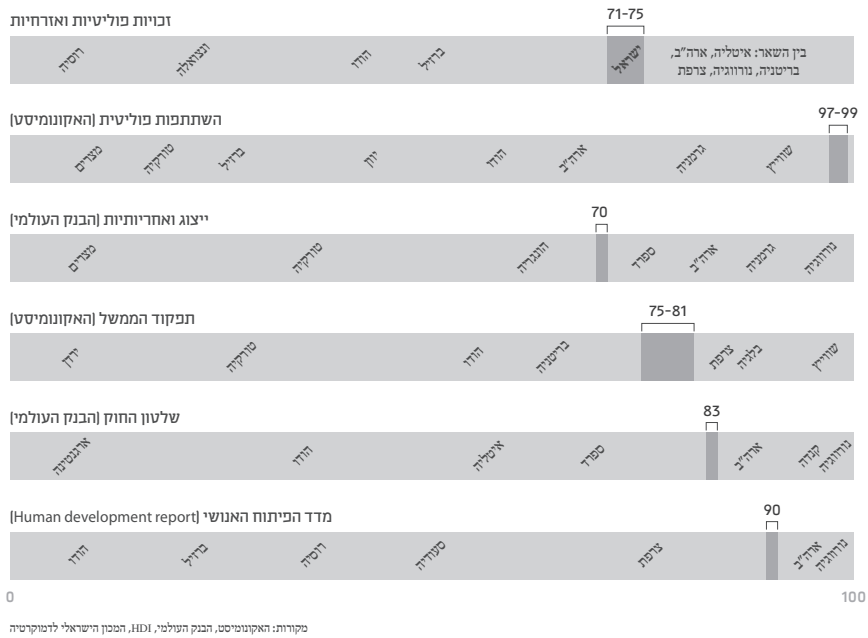 זכויות פוליטיות ואזרחיות
71-75
רוסיה ונצואלה הודו ברזיל ישראל בין השאר: איטליה, ארה"ב,
בריטניה, נורווגיה, צרפת
השתתפות פוליטית (האקונומיסט)
97-99
מצרים טורקיה ברזיל יוון הודו ארה"ב גרמניה שווייץ
ייצוג ואחריותיות (הבנק העולמי)
70
מצרים טורקיה הונגריה ספרד ארה"ב גרמניה נורווגיה
תפקוד הממשל (האקונומיסט)
75-81
ירדן טורקיה הודו בריטניה צרפת בלגיה שווייץ
שלטון החוק (הבנק העולמי)
83
ארגנטינה הודו איטליה ספרד ארה"ב קנדה נורווגיה
מדד הפיתוח האנושי (Human development report)
90
הודו ברזיל רוסיה סעודיה צרפת ארה"ב נורווגיה
0 100
מקורות: האקונומיסט, הבנק העולמי, HDI, המכון הישראלי לדמוקרטיה